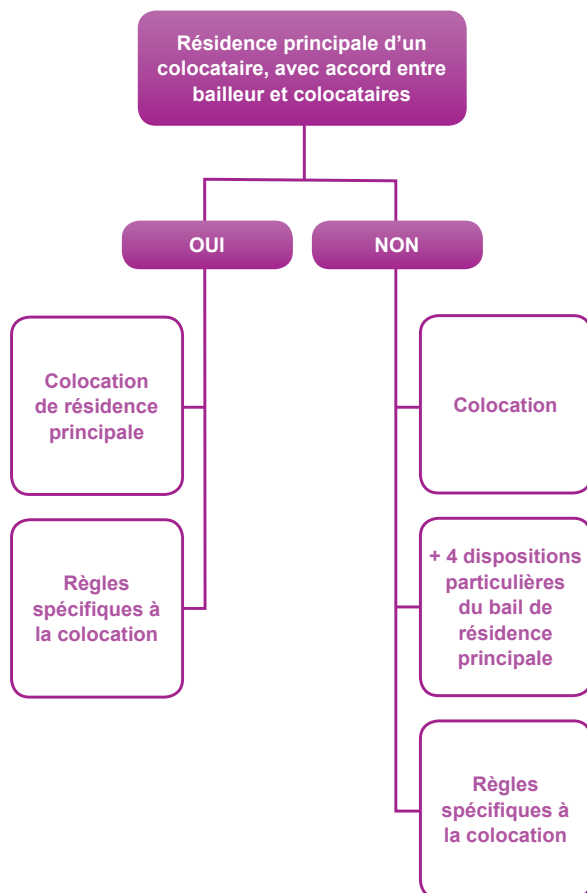 Résidence principale d’un
colocataire, avec accord entre
bailleur et colocataires
OUI
NON
Colocation
de résidence
principale
Règles
spécifiques à
la colocation
Colocation
+ 4 dispositions
particulières
du bail de
résidence
principale
Règles
spécifiques à
la colocation